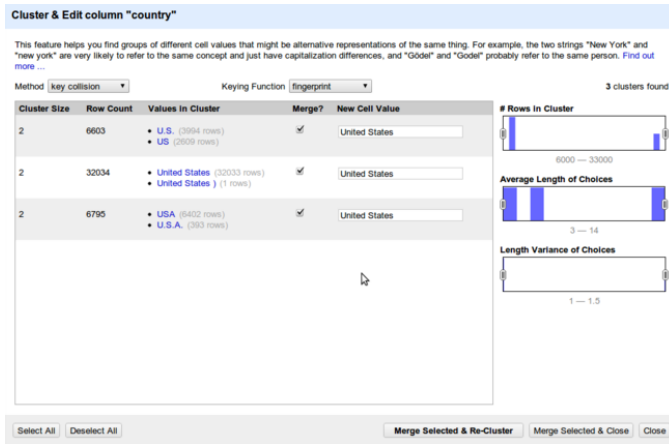 Cluster & Edit column "country"
This feature helps you find groups of different cell values that might be alternative representations of the same thing. For example, the two strings "New York" and
"new york" are very likely to refer to the same concept and just have capitalization differences, and "Gödel" and "Godel" probably refer to the same person. Find out
more ...
Method key collision Keying Function fingerprint 3 clusters found
Cluster Size Row Count Values in Cluster Merge? New Cell Value
2 6603 • U.S. (3994 rows) United States
• US (2609 rows)
2 32034 • United States (32033 rows) United States
• United States ) (1 rows)
2 6795 • USA (6402 rows) United States
• U.S.A. (393 rows)
# Rows in Cluster
6000 — 33000
Average Length of Choices
3 — 14
Length Variance of Choices
1 — 1.5
Select All Deselect All Merge Selected & Re-Cluster Merge Selected & Close Close